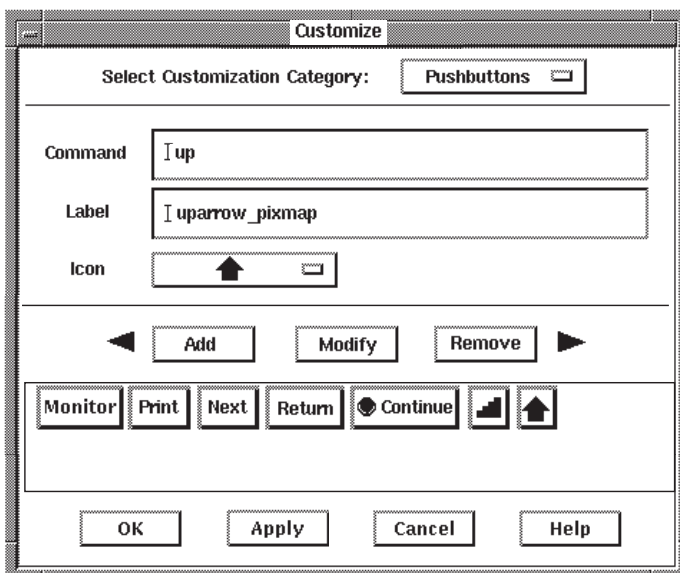 Customize
Select Customization Category: Pushbuttons
Command up
Label uparrow_pixmap
Icon
Add Modify Remove
Monitor Print Next Return Continue
OK Apply Cancel Help